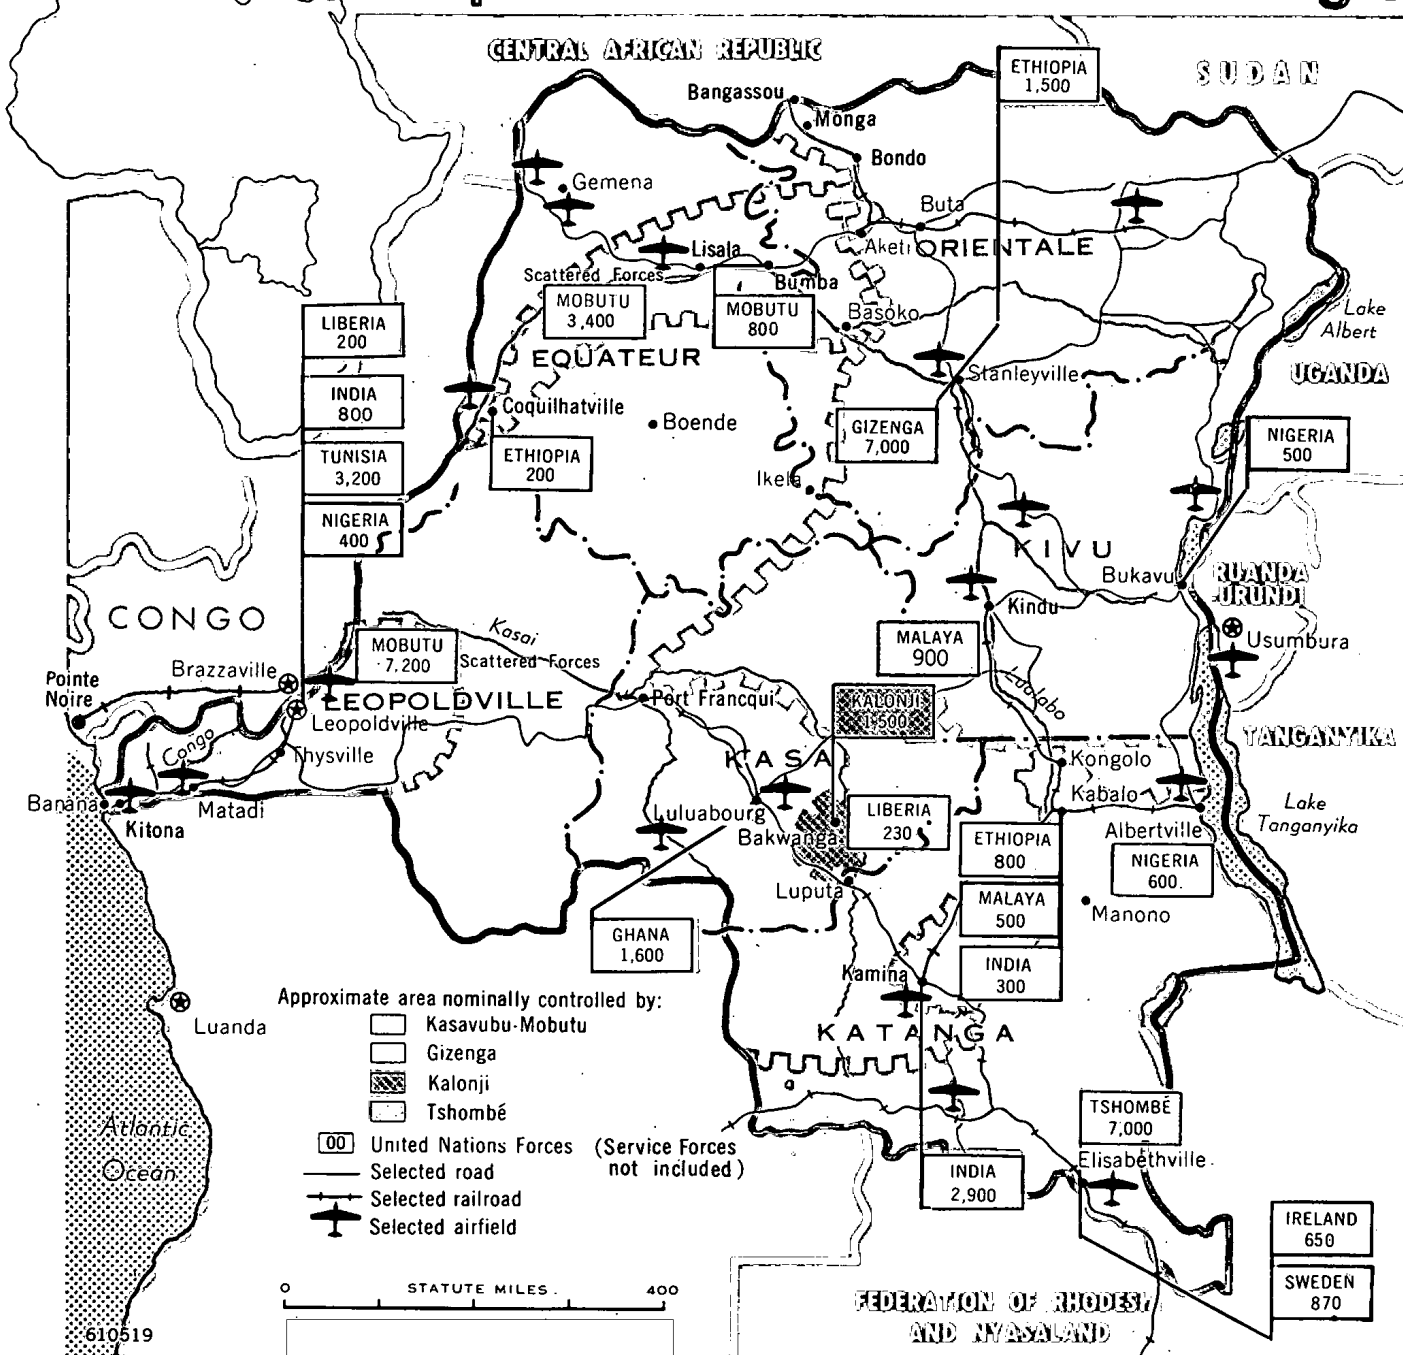 CENTRAL AFRICAN REPUBLIC
SUDAN
ETHIOPIA
1,500
Bangassou
Monga
Bondo
Gemena
Buta
Aketi
ORIENTALE
Lisala
Scattered Forces
Bumba
MOBUTU
3,400
MOBUTU
800
Basoko
Lake
Albert
LIBERIA
200
EQUATEUR
UGANDA
Stanleyville
INDIA
800
Coquilhatville
Boende
GIZENGA
7,000
NIGERIA
500
TUNISIA
3,200
ETHIOPIA
200
Ikela
NIGERIA
400
KIVU
Bukavu
RUANDA
-URUNDI
CONGO
Kindu
Usumbura
Kasai
MALAYA
900
MOBUTU
7,200
Scattered Forces
Brazzaville
Pointe
Noire
LEOPOLDVILLE
Port Francqui
KALONJI
1,500
Lualabo
Leopoldville
TANGANYIKA
Congo
Thysville
KASA
Kongolo
Kabalo
Banana
Matadi
Kitona
Luluabourg
Bakwanga
LIBERIA
230
Lake
Tanganyika
Albertville
ETHIOPIA
800
NIGERIA
600
Luputa
MALAYA
500
Manono
GHANA
1,600
INDIA
300
Kamina
Luanda
KATANGA
Approximate area nominally controlled by:
Kasavubu-Mobutu
Gizenga
Kalonji
Tshombé
00 United Nations Forces (Service Forces
not included)
Selected road
Selected railroad
Selected airfield
Atlantic
Ocean
TSHOMBÉ
7,000
Elisabethville
INDIA
2,900
IRELAND
650
SWEDEN
870
0 STATUTE MILES 400
FEDERATION OF RHODESIA
AND NYASALAND
610519